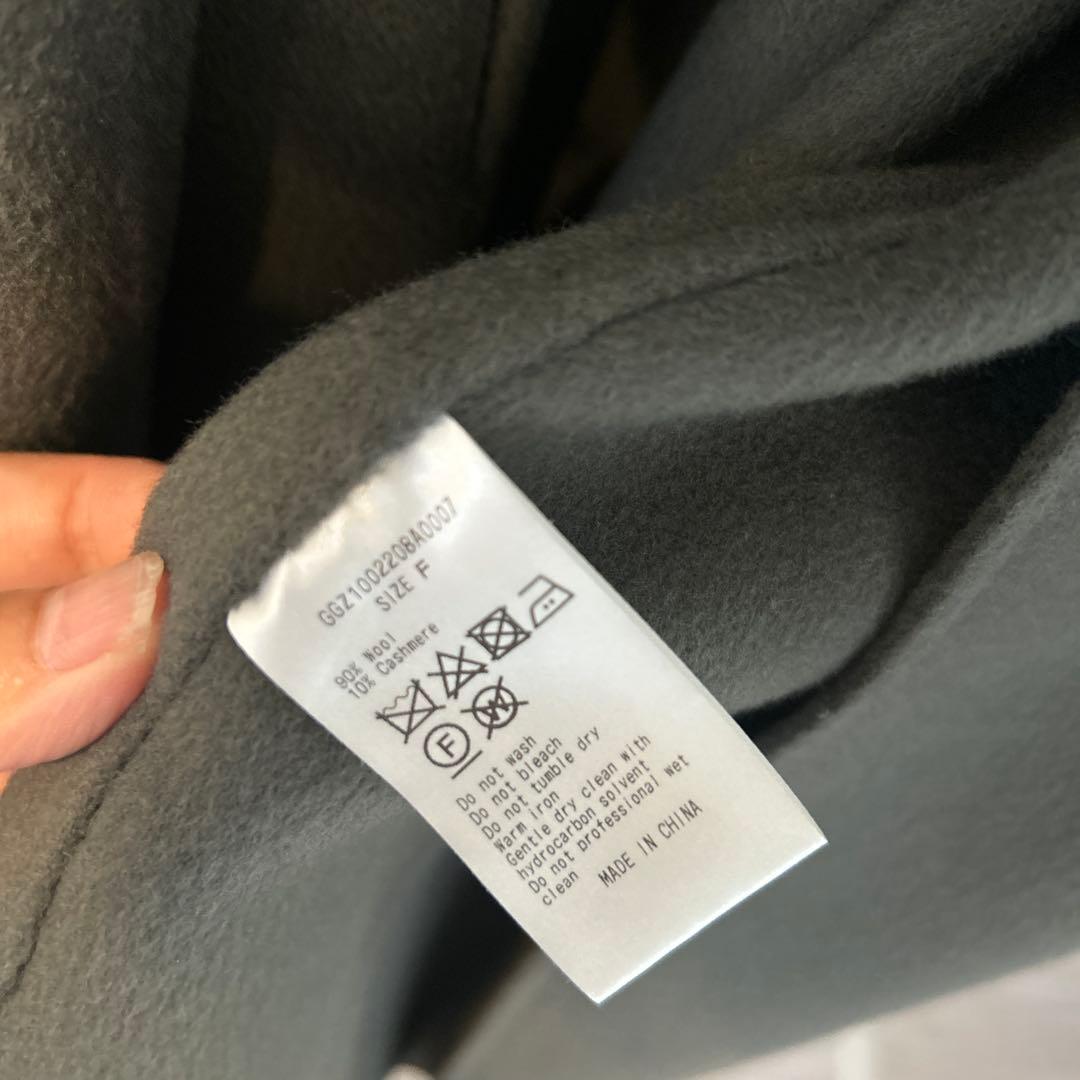 GGZ1002208A0007
SIZE F
90% Wool
10% Cashmere
F
W
Do not wash
Do not bleach
Do not tumble dry
Warm iron
Gentle dry clean with
hydrocarbon solvent
Do not professional wet
clean
MADE IN CHINA